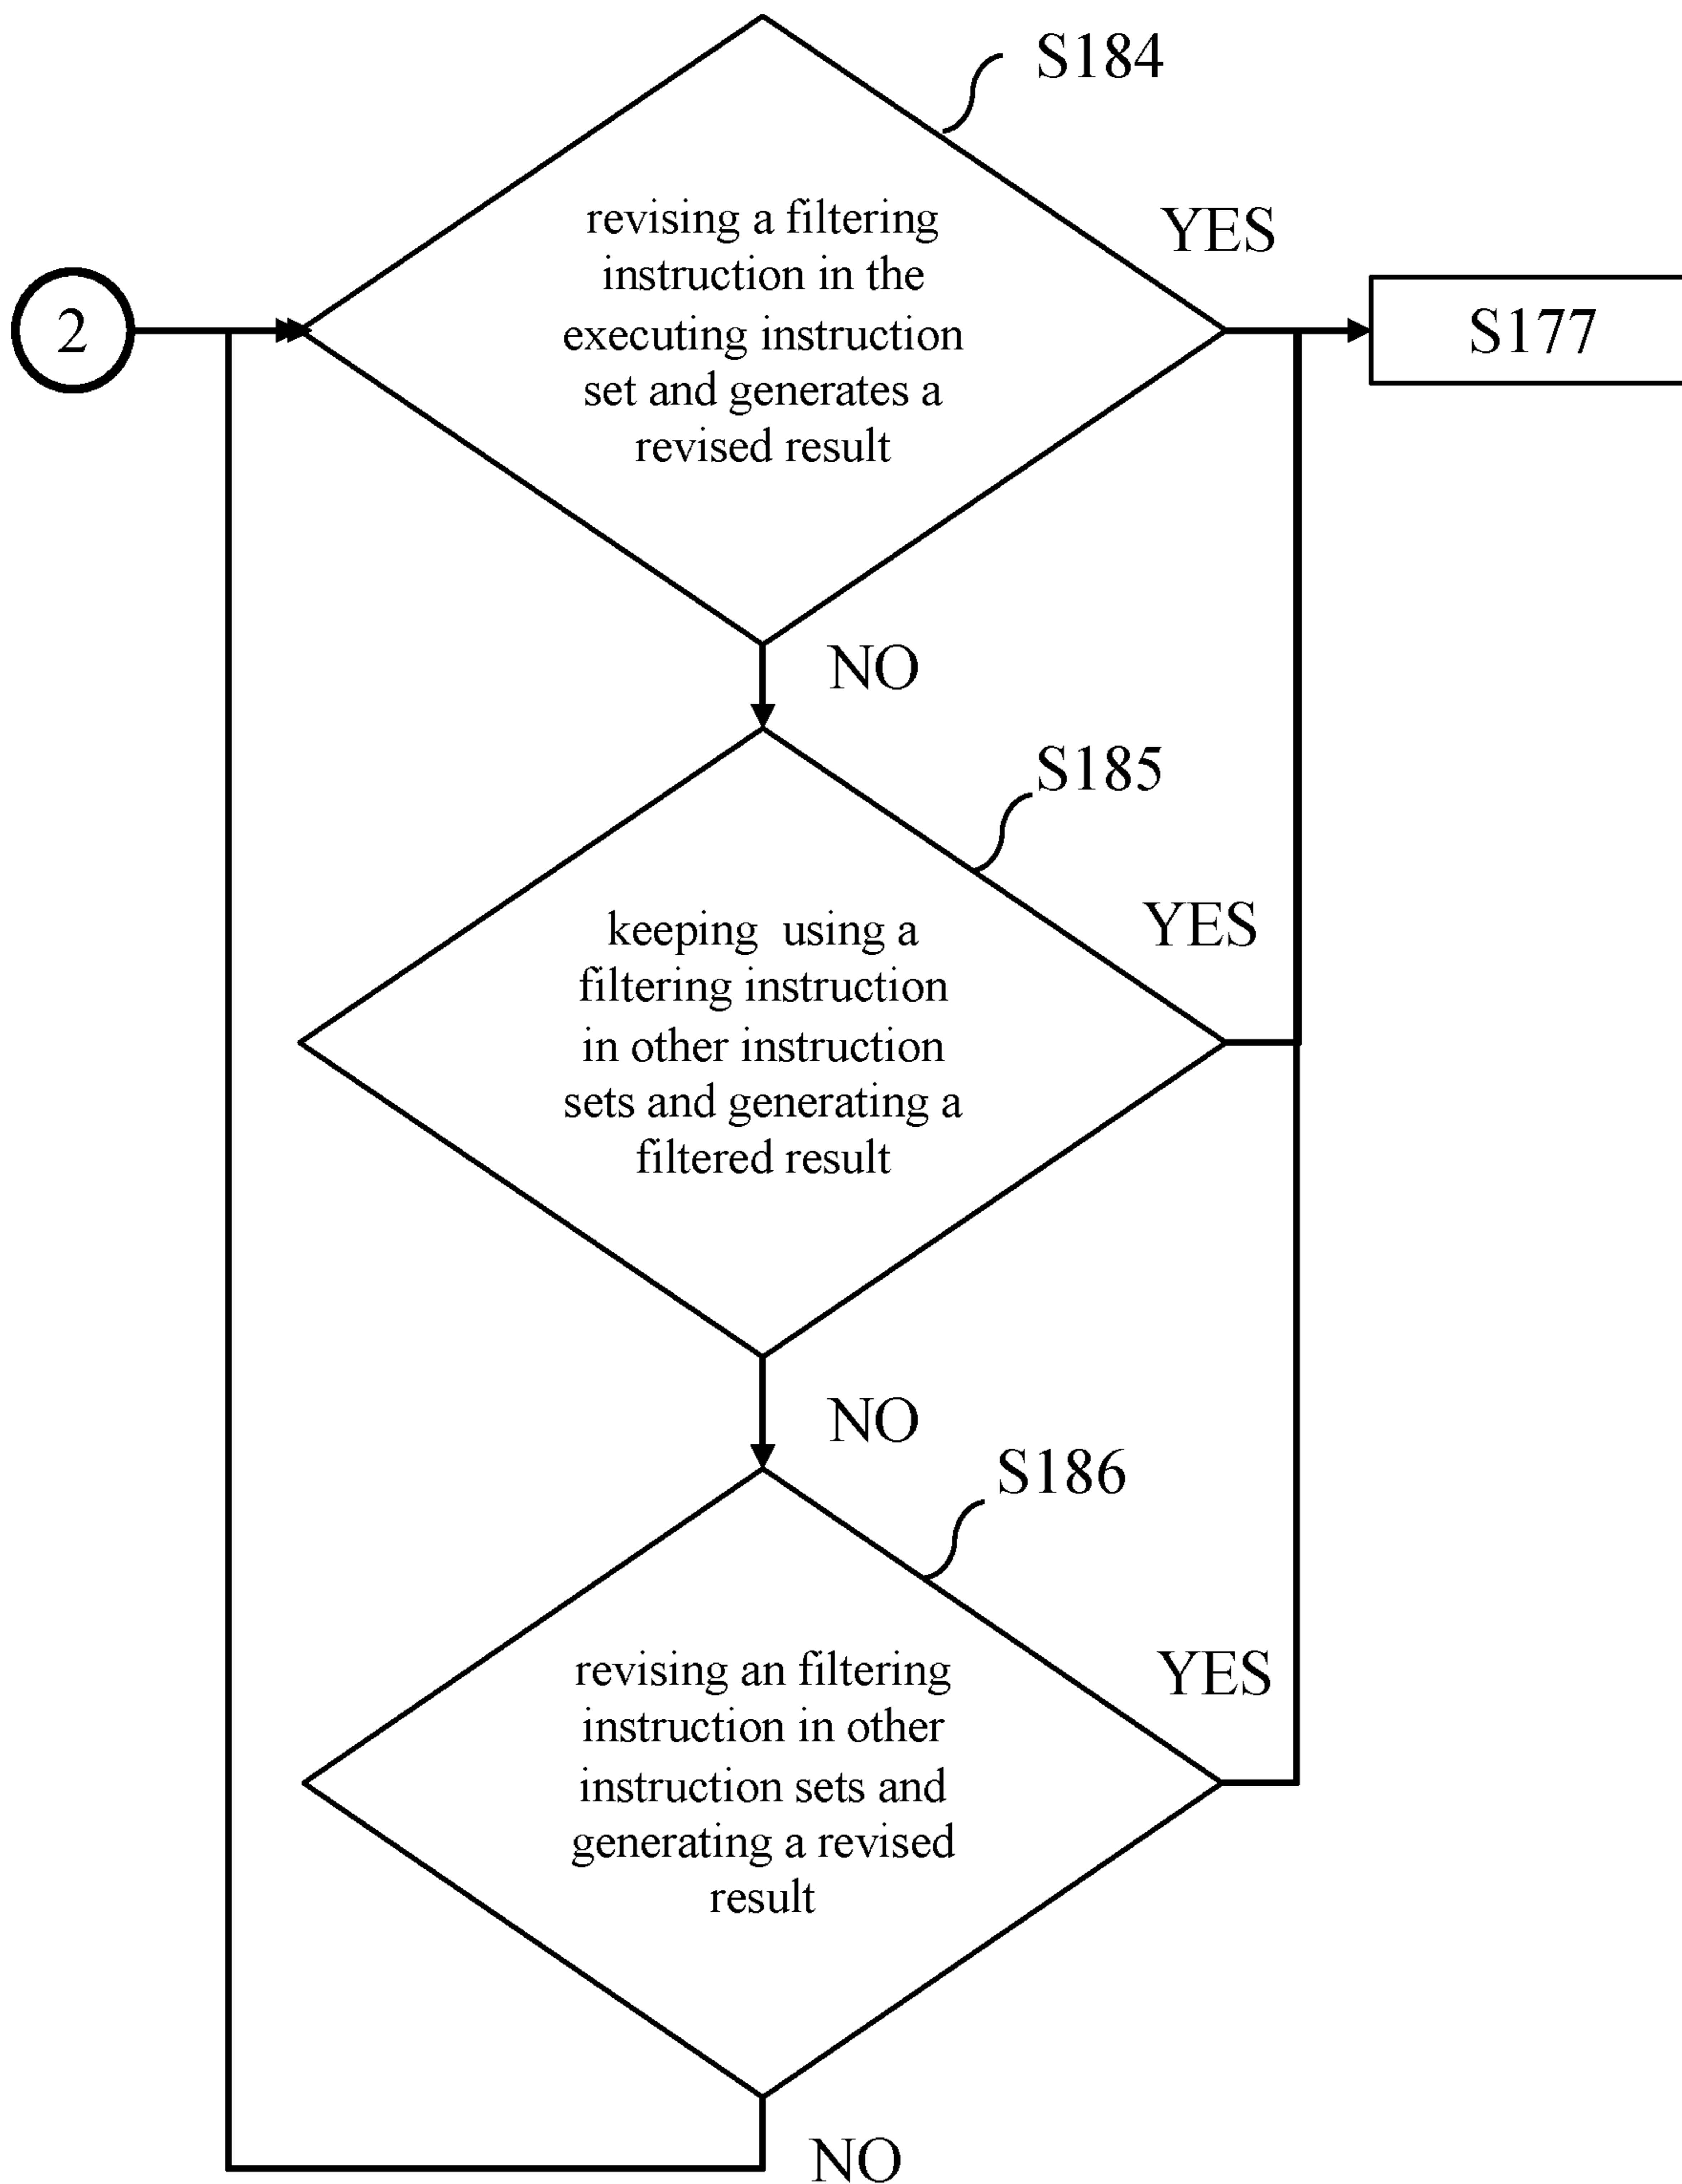 S184
revising a filtering
instruction in the
executing instruction
set and generates a
revised result
YES
2
S177
NO
S185
keeping  using a
filtering instruction
in other instruction
sets and generating a
filtered result
YES
NO
S186
revising an filtering
instruction in other
instruction sets and
generating a revised
result
YES
NO